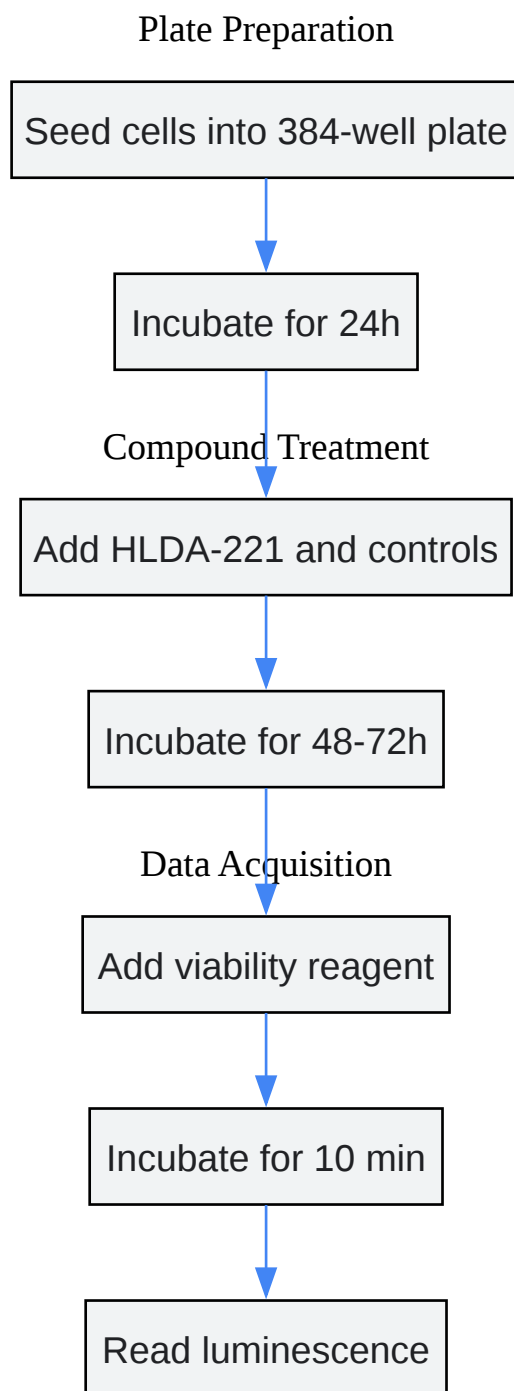 Plate Preparation
Seed cells into 384-well plate
Incubate for 24h
Compound Treatment
Add HLDA-221 and controls
Incubate for 48-72h
Data Acquisition
Add viability reagent
Incubate for 10 min
Read luminescence